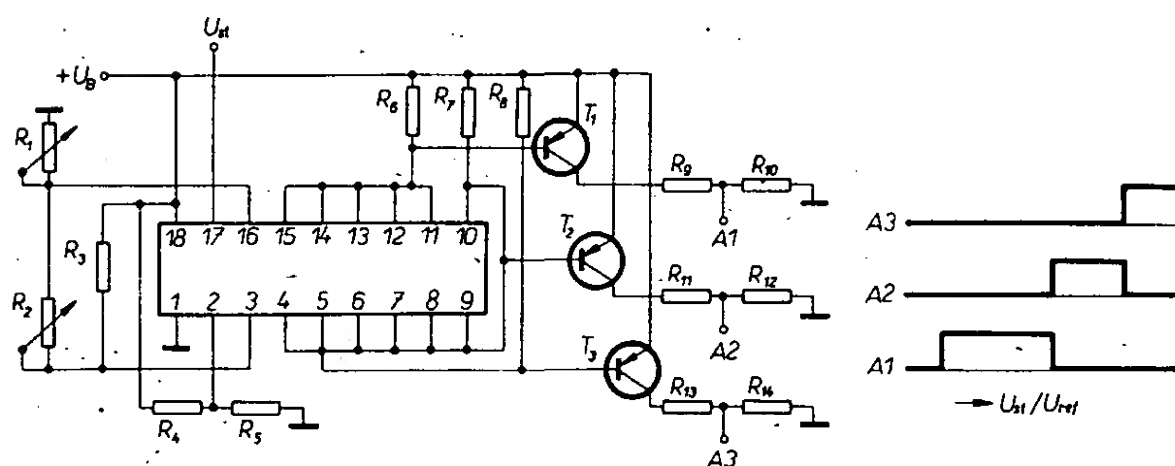 U_st
+U_B
R_6
R_7
R_8
T_1
R_1
R_9
R_10
18 17 16 15 14 13 12 11 10
A1
A3
R_3
T_2
R_2
1 2 3 4 5 6 7 8 9
R_11
R_12
A2
A2
T_3
A1
R_13
R_14
U_st/U_ref
R_4
R_5
A3